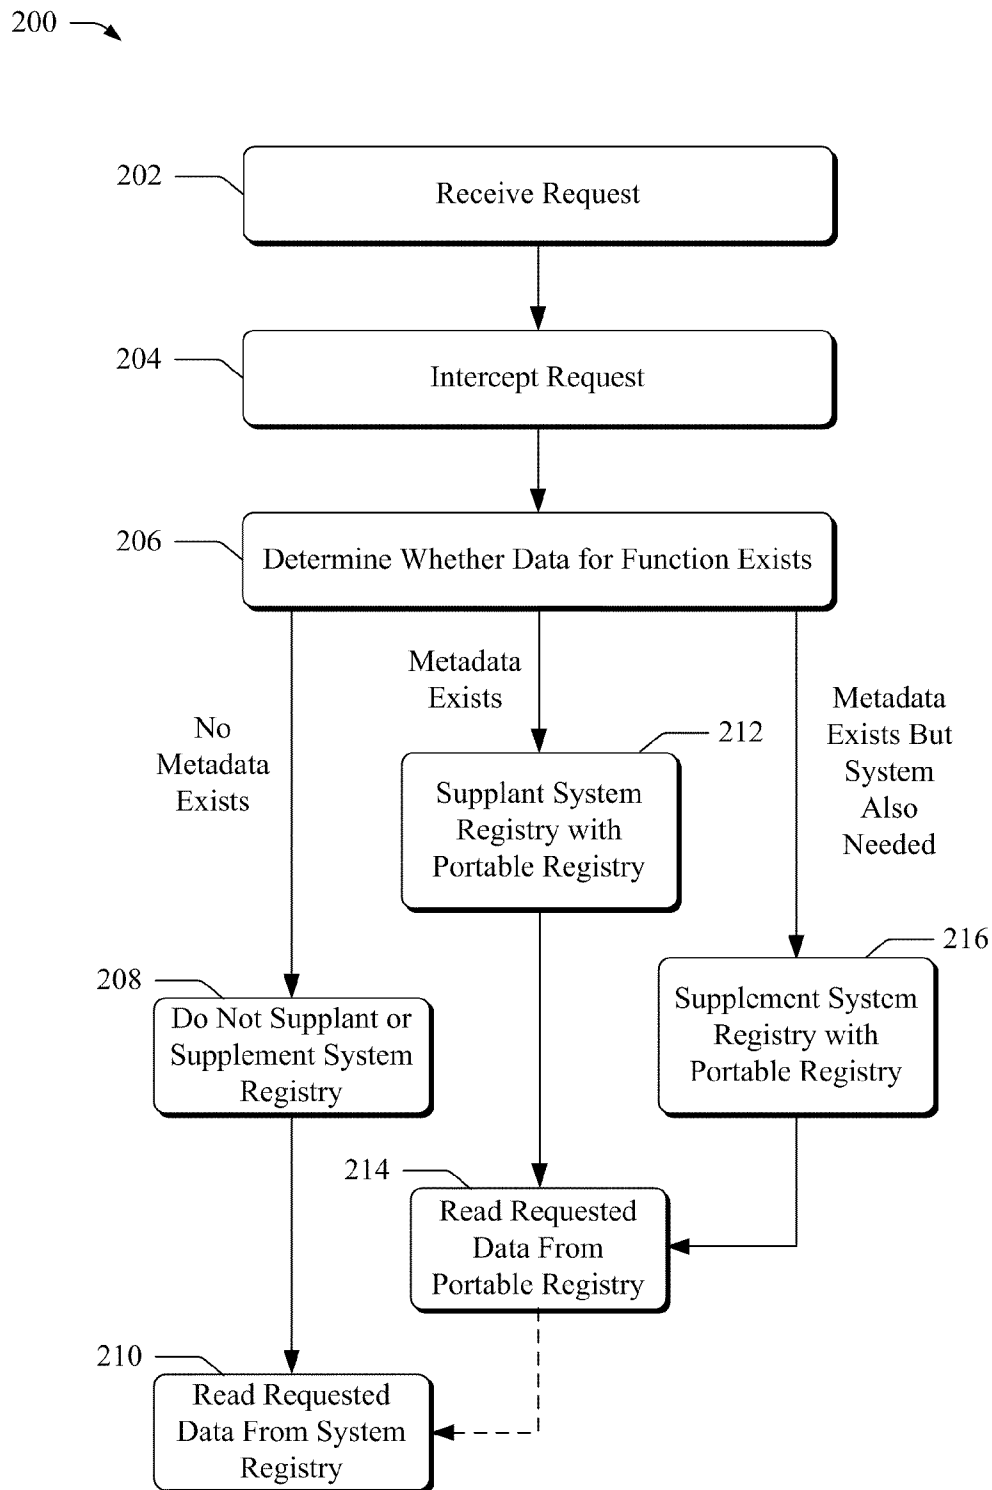 200
202
Receive Request
204
Intercept Request
206
Determine Whether Data for Function Exists
No
Metadata
Exists
Metadata
Exists
Metadata
Exists But
System
Also
Needed
212
Supplant System
Registry with
Portable Registry
216
Supplement System
Registry with
Portable Registry
208
Do Not Supplant or
Supplement System
Registry
214
Read Requested
Data From
Portable Registry
210
Read Requested
Data From System
Registry